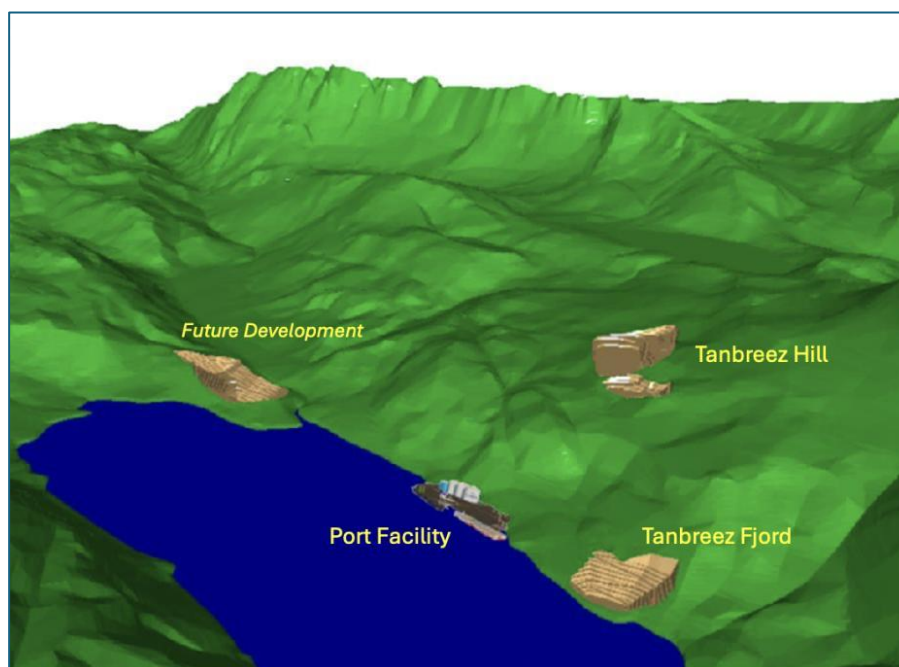 Future Development
Tanbreez Hill
Port Facility
Tanbreez Fjord